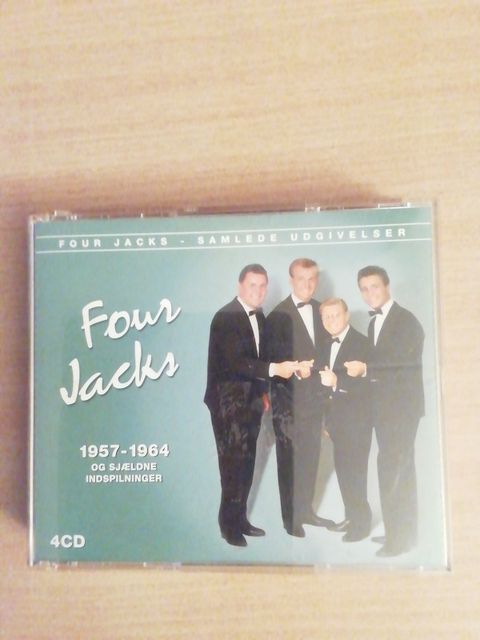 FOUR JACKS - SAMLEDE UDGIVELSER
Four
Jacks
1957-1964
OG SJÆLDNE
INDSPILNINGER
4CD